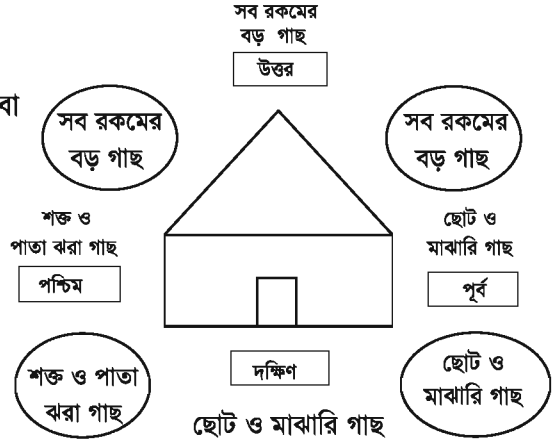 সব রকমের
বড় গাছ
উত্তর
বা
সব রকমের
বড় গাছ
সব রকমের
বড় গাছ
শক্ত ও
পাতা ঝরা গাছ
পশ্চিম
ছোট ও
মাঝারি গাছ
পূর্ব
শক্ত ও পাতা
ঝরা গাছ
দক্ষিণ
ছোট ও মাঝারি গাছ
ছোট ও
মাঝারি গাছ